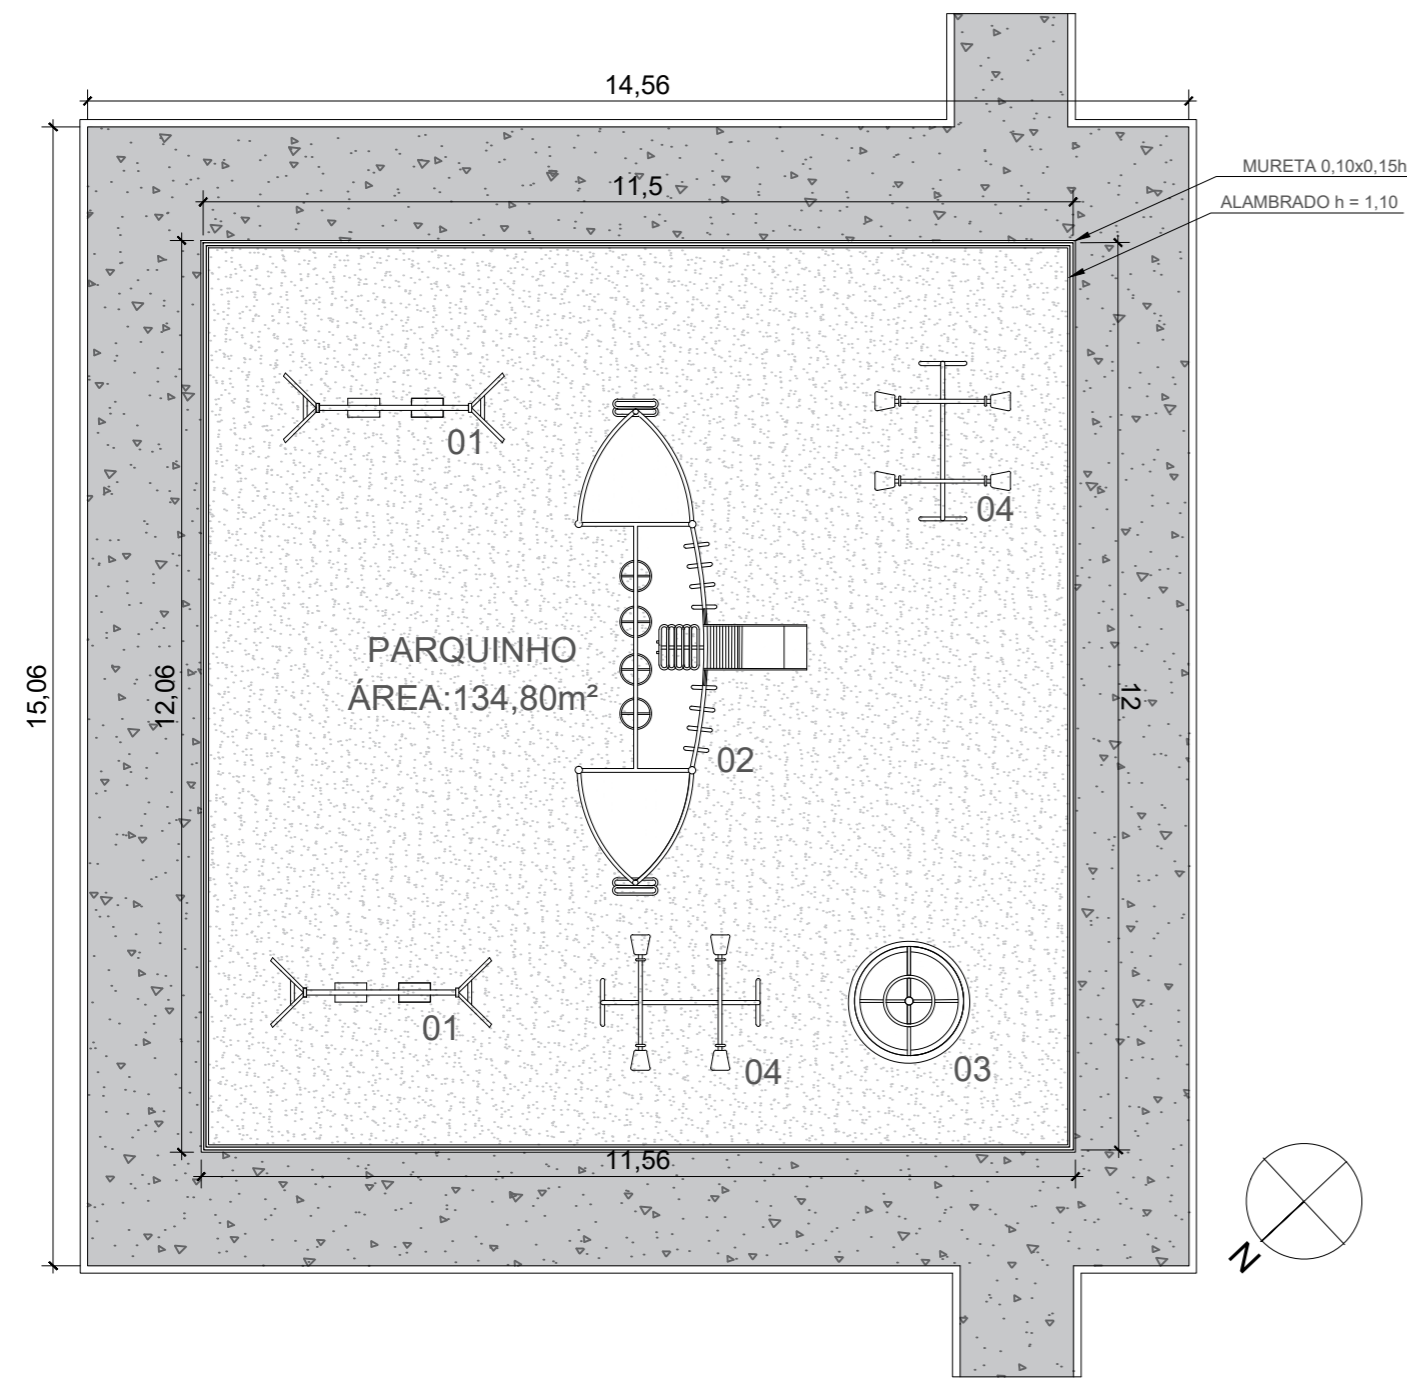 14,56
MURETA 0,10x0,15h
11,5
ALAMBRADO h = 1,10
01
04
PARQUINHO
ÁREA:134,80m²
15,06
12,06
12
02
01
04
03
11,56
N